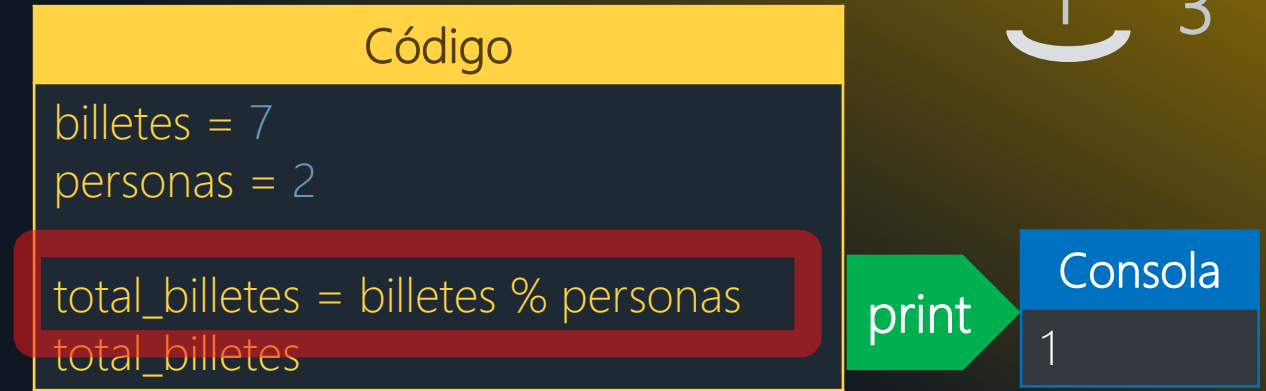 3
Código
billetes = 7
personas = 2
total_billetes = billetes % personas
total_billetes
print
Consola
1